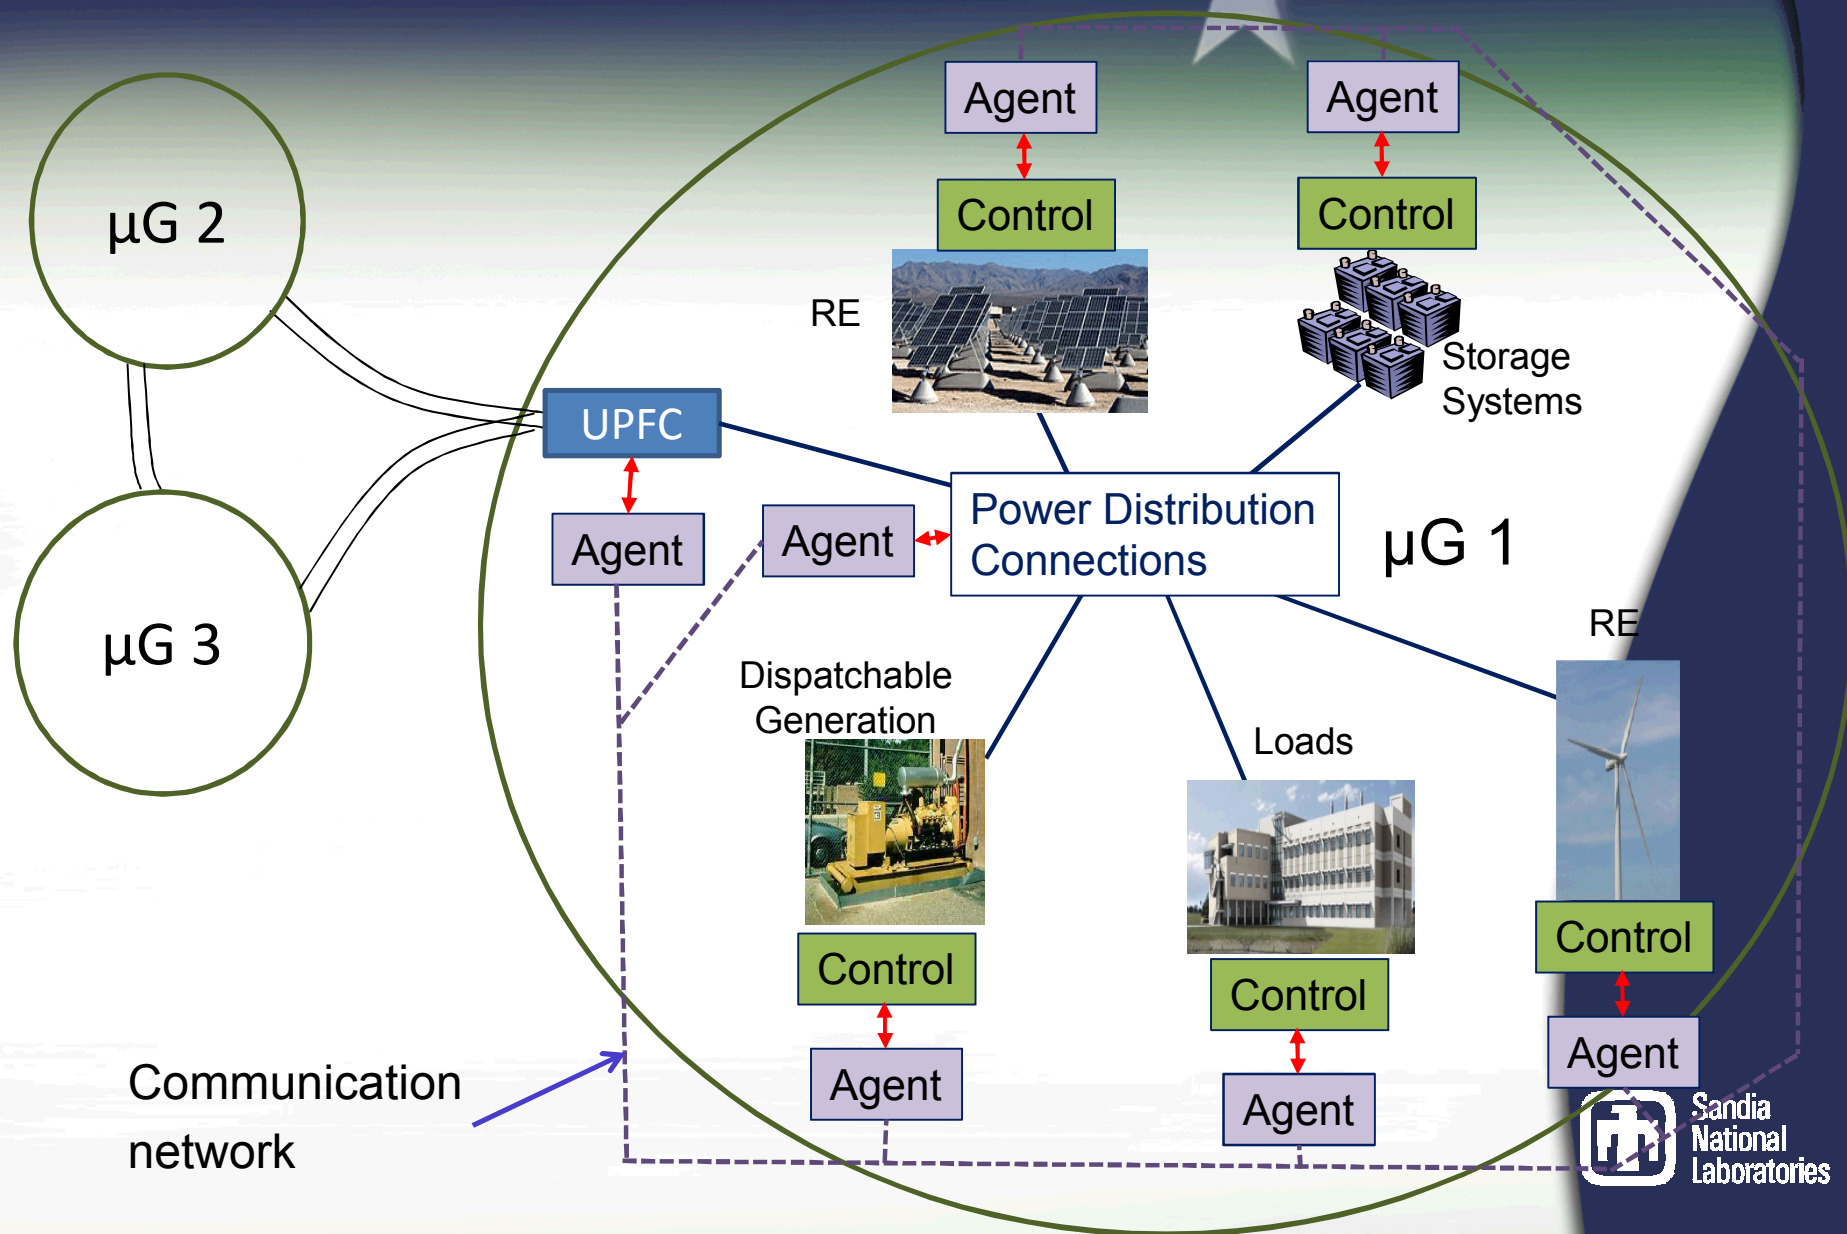 Agent
Agent
Control
Control
µG 2
RE
Storage
Systems
UPFC
Power Distribution
Connections
µG 1
Agent
Agent
RE
µG 3
Dispatchable
Generation
Loads
Control
Control
Control
Agent
Agent
Agent
Communication
network
Sandia
National
Laboratories